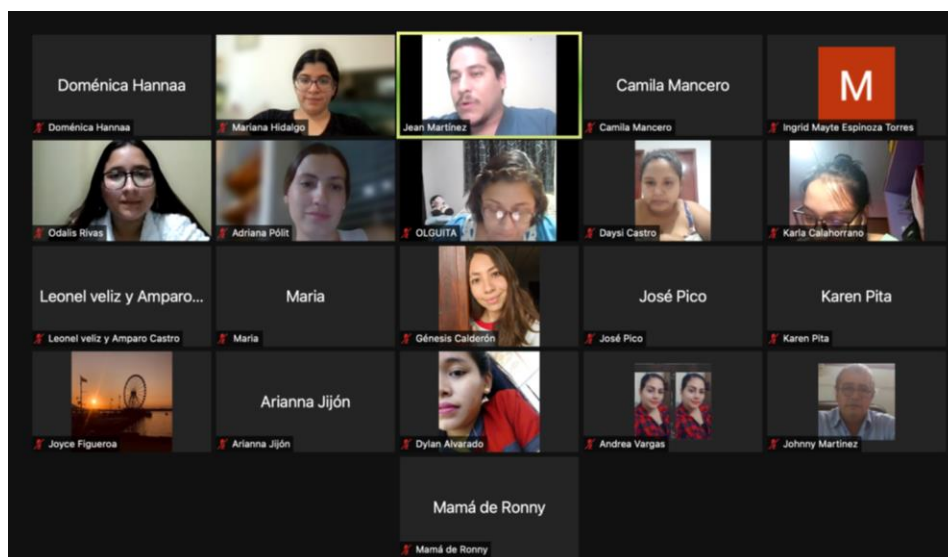 Doménica Hannaa
Doménica Hannaa
Mariana Hidalgo
Jean Martínez
Camila Mancero
Camila Mancero
M
Ingrid Mayte Espinoza Torres
Odalis Rivas
Adriana Pólit
OLGUITA
Daysi Castro
Karla Calahorrano
Leonel veliz y Amparo...
Leonel veliz y Amparo Castro
Maria
Maria
Génesis Calderón
José Pico
José Pico
Karen Pita
Karen Pita
Joyce Figueroa
Arianna Jijón
Arianna Jijón
Dylan Alvarado
Andrea Vargas
Johnny Martinez
Mamá de Ronny
Mamá de Ronny